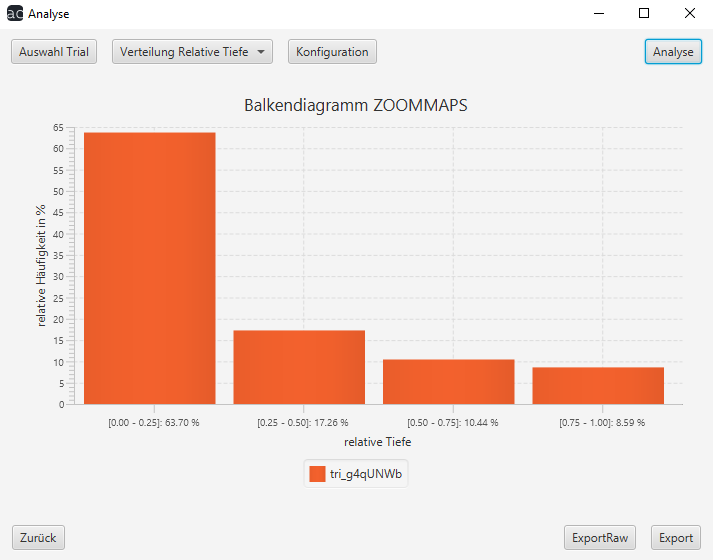 ac Analyse
Auswahl Trial Verteilung Relative Tiefe Konfiguration Analyse
Balkendiagramm ZOOMMAPS
65
60
55
50
45
40
35
30
25
20
15
10
5
0
relative Häufigkeit in %
[0.00 - 0.25]: 63.70 % [0.25 - 0.50]: 17.26 % [0.50 - 0.75]: 10.44 % [0.75 - 1.00]: 8.59 %
relative Tiefe
tri_g4qUNWb
Zurück ExportRaw Export